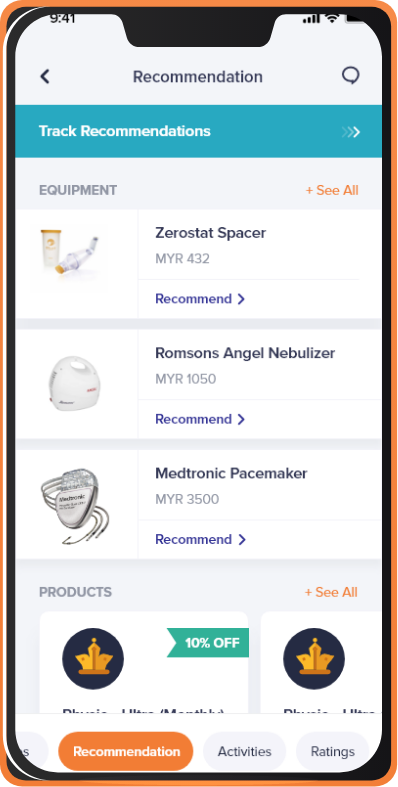 9:41
Recommendation
Track Recommendations
EQUIPMENT
+ See All
Zerostat Spacer
MYR 432
Recommend
Romsons Angel Nebulizer
MYR 1050
Recommend
Medtronic
Medtronic Pacemaker
MYR 3500
Recommend
PRODUCTS
+ See All
10% OFF
Physio - Ultra (Monthly)
Physio - Ultra
Recommendation
Activities
Ratings